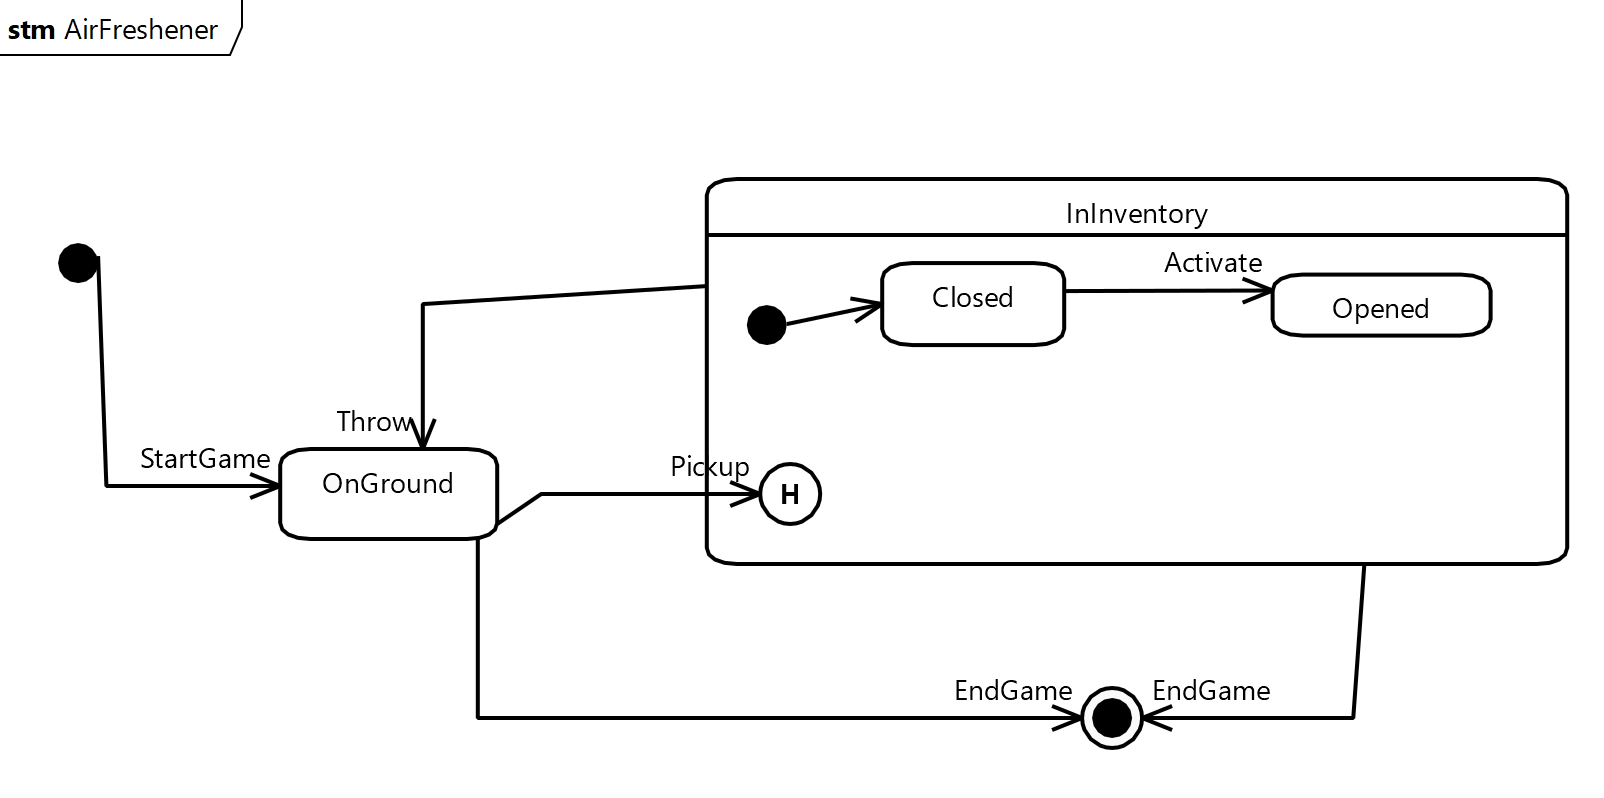 stm AirFreshener
InInventory
Activate
Closed
Opened
Throw
StartGame
OnGround
Pickup
H
EndGame
EndGame